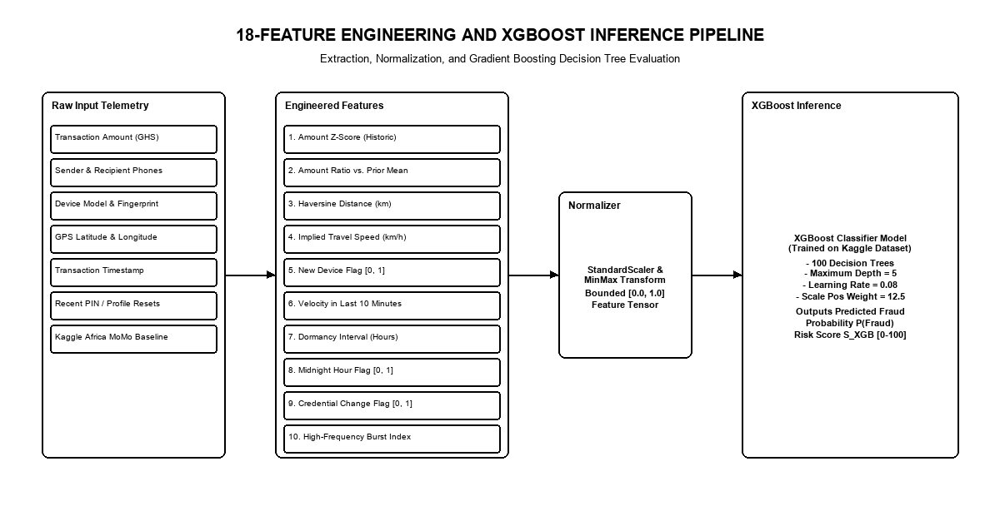 18-FEATURE ENGINEERING AND XGBOOST INFERENCE PIPELINE
Extraction, Normalization, and Gradient Boosting Decision Tree Evaluation
Raw Input Telemetry
Transaction Amount (GHS)
Sender & Recipient Phones
Device Model & Fingerprint
GPS Latitude & Longitude
Transaction Timestamp
Recent PIN / Profile Resets
Kaggle Africa MoMo Baseline
Engineered Features
1. Amount Z-Score (Historic)
2. Amount Ratio vs. Prior Mean
3. Haversine Distance (km)
4. Implied Travel Speed (km/h)
5. New Device Flag [0, 1]
6. Velocity in Last 10 Minutes
7. Dormancy Interval (Hours)
8. Midnight Hour Flag [0, 1]
9. Credential Change Flag [0, 1]
10. High-Frequency Burst Index
Normalizer
StandardScaler &
MinMax Transform
Bounded [0.0, 1.0]
Feature Tensor
XGBoost Inference
XGBoost Classifier Model
(Trained on Kaggle Dataset)
- 100 Decision Trees
- Maximum Depth = 5
- Learning Rate = 0.08
- Scale Pos Weight = 12.5
Outputs Predicted Fraud
Probability P(Fraud)
Risk Score S_XGB [0-100]